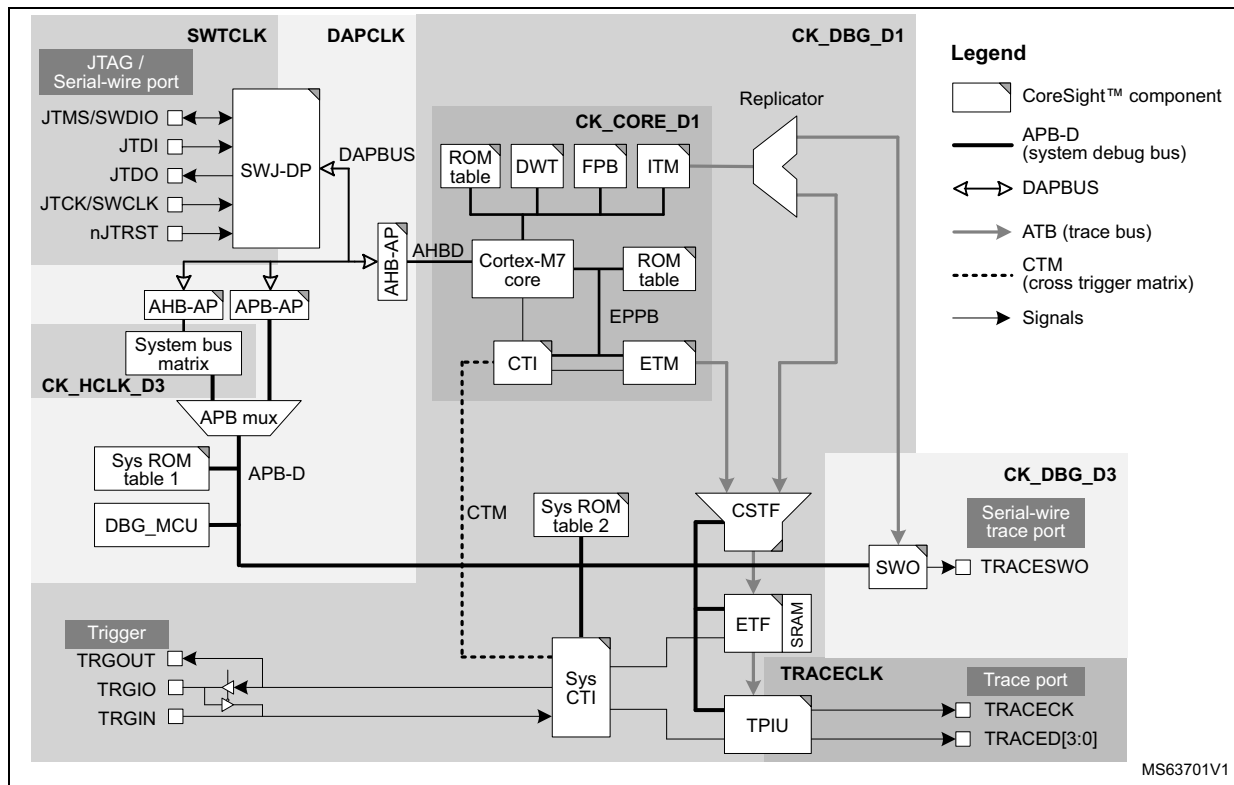 SWTCLK
DAPCLK
CK_DBG_D1
JTAG /
Serial-wire port
JTMS/SWDIO
JTDI
JTDO
JTCK/SWCLK
nJTRST
SWJ-DP
DAPBUS
CK_CORE_D1
Replicator
ROM
table
DWT
FPB
ITM
AHB-AP
AHBD
Cortex-M7
core
ROM
table
EPPB
CTI
ETM
AHB-AP
APB-AP
System bus
matrix
CK_HCLK_D3
APB mux
Sys ROM
table 1
APB-D
DBG_MCU
CTM
Sys ROM
table 2
CSTF
CK_DBG_D3
Serial-wire
trace port
SWO
TRACESWO
ETF
SRAM
Trigger
TRGOUT
TRGIO
TRGIN
Sys
CTI
TRACECLK
Trace port
TPIU
TRACECK
TRACED[3:0]
Legend
CoreSight™ component
APB-D
(system debug bus)
DAPBUS
ATB (trace bus)
CTM
(cross trigger matrix)
Signals
MS63701V1